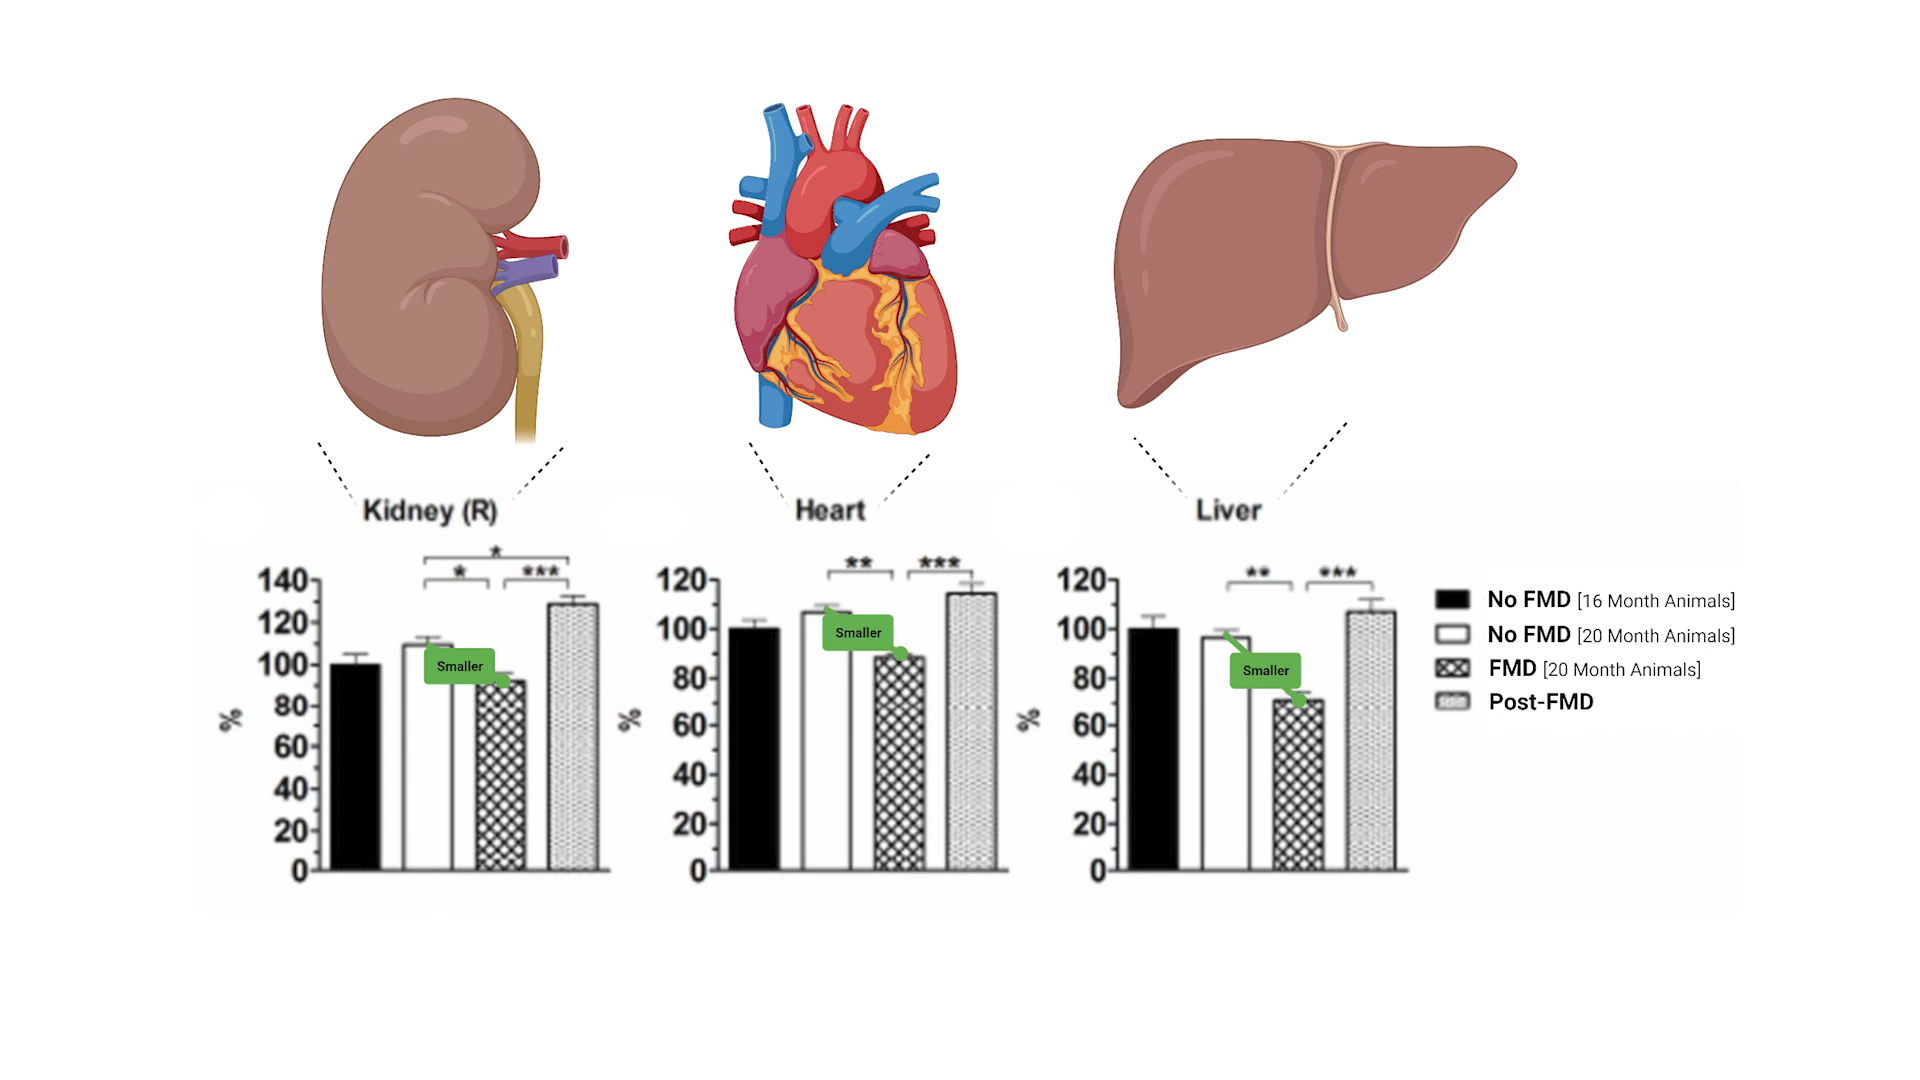 Kidney (R)
*
* ***
140
120
100
80
60
40
20
0
%
Smaller
Heart
** ***
120
100
80
60
40
20
0
%
Smaller
Liver
** ***
120
100
80
60
40
20
0
%
Smaller
No FMD [16 Month Animals]
No FMD [20 Month Animals]
FMD [20 Month Animals]
Post-FMD